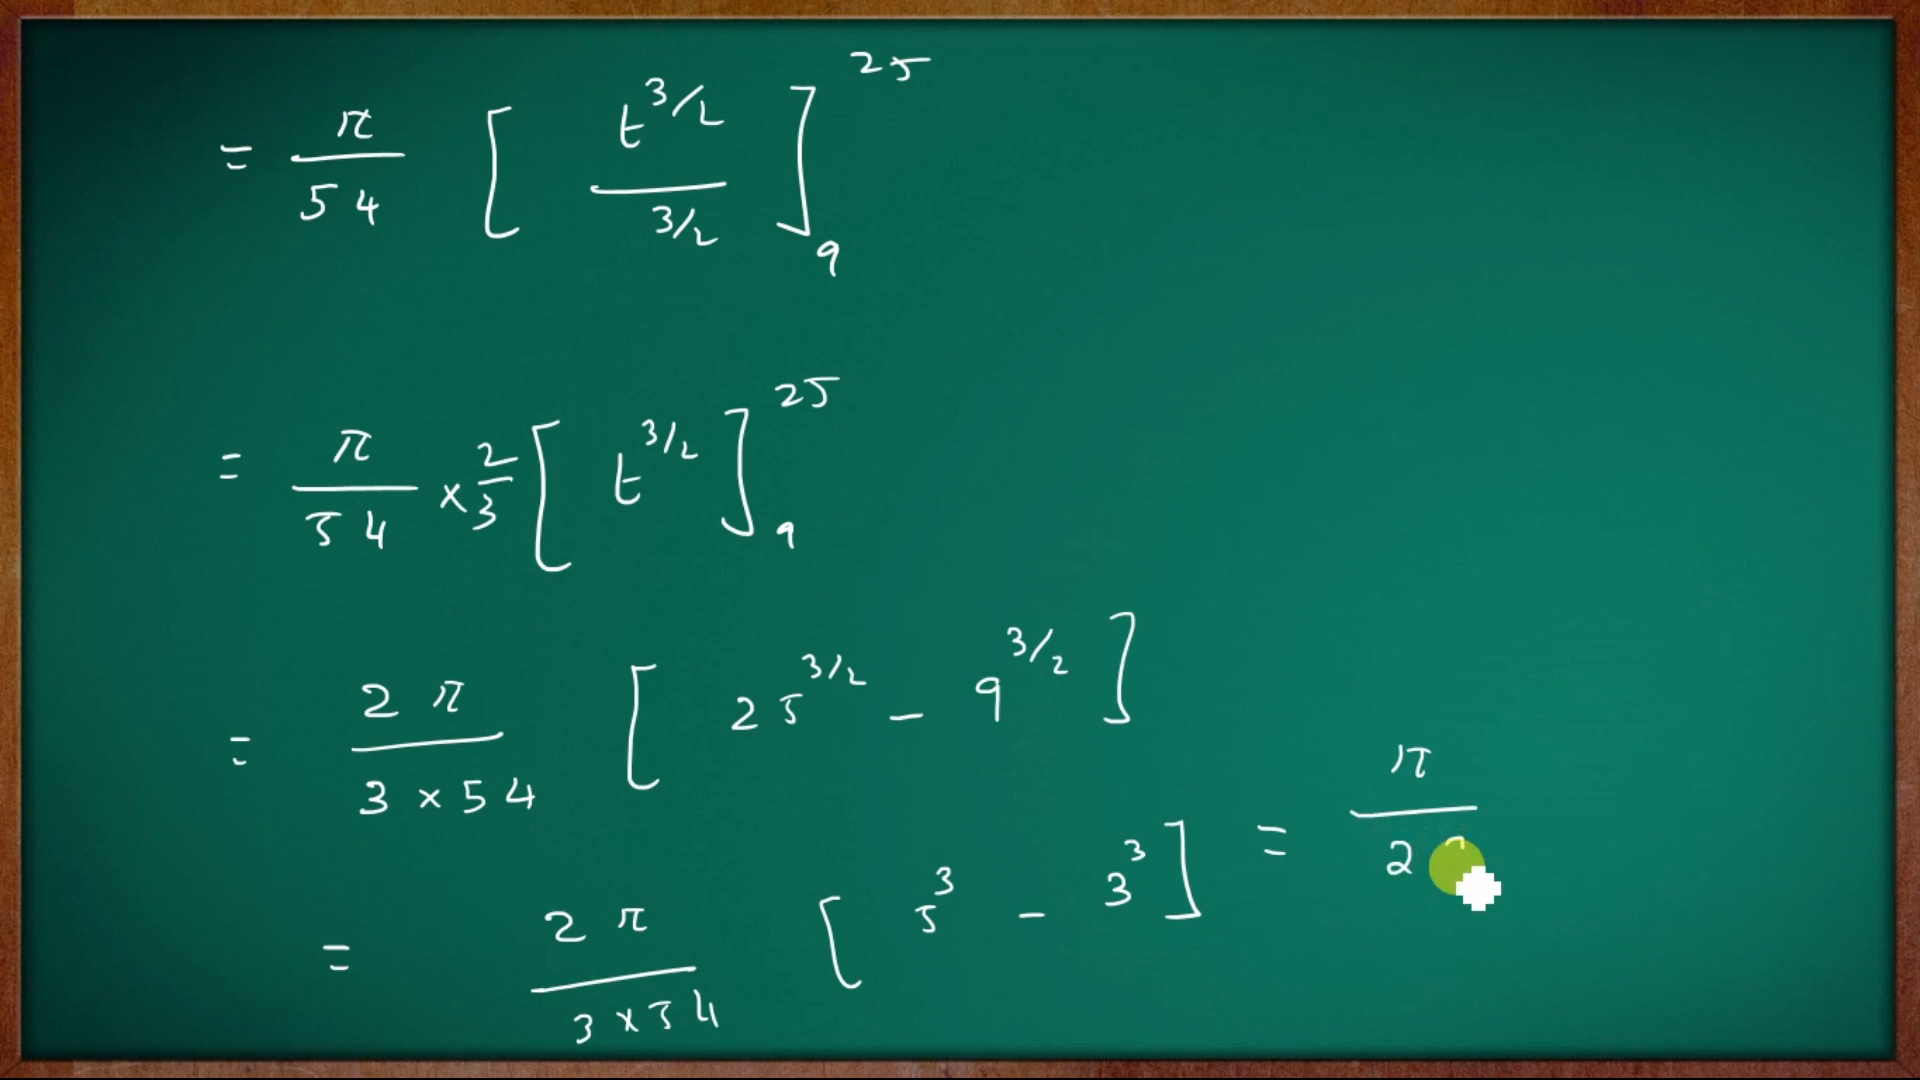 = π/54 [ t^3/2 / 3/2 ]_9^25
= π/54 × 2/3 [ t^3/2 ]_9^25
= 2π / 3×54 [ 25^3/2 - 9^3/2 ]
= 2π / 3×54 [ 5^3 - 3^3 ] = π / 2